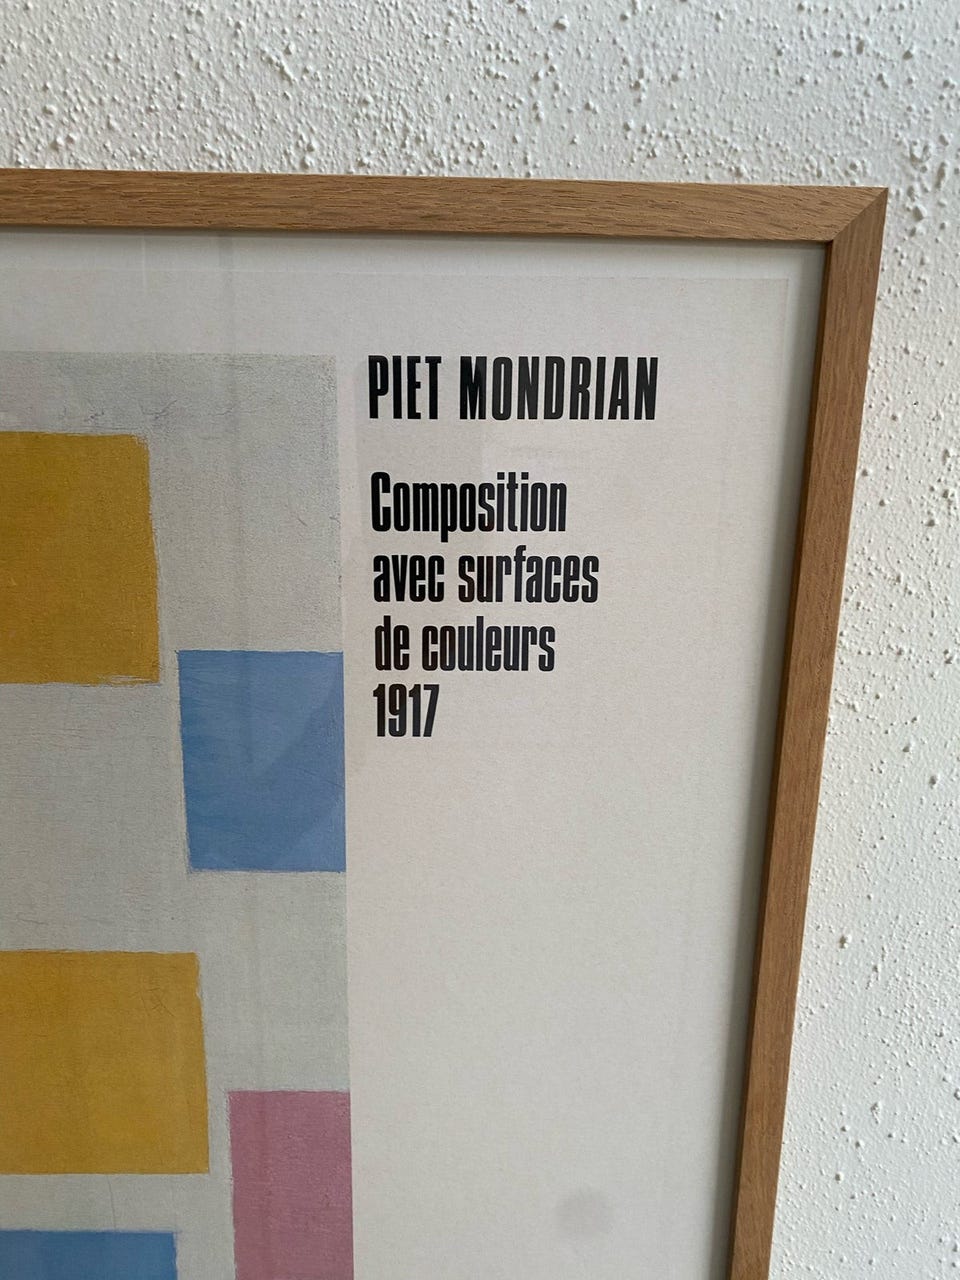 PIET MONDRIAN
Composition
avec surfaces
de couleurs
1917